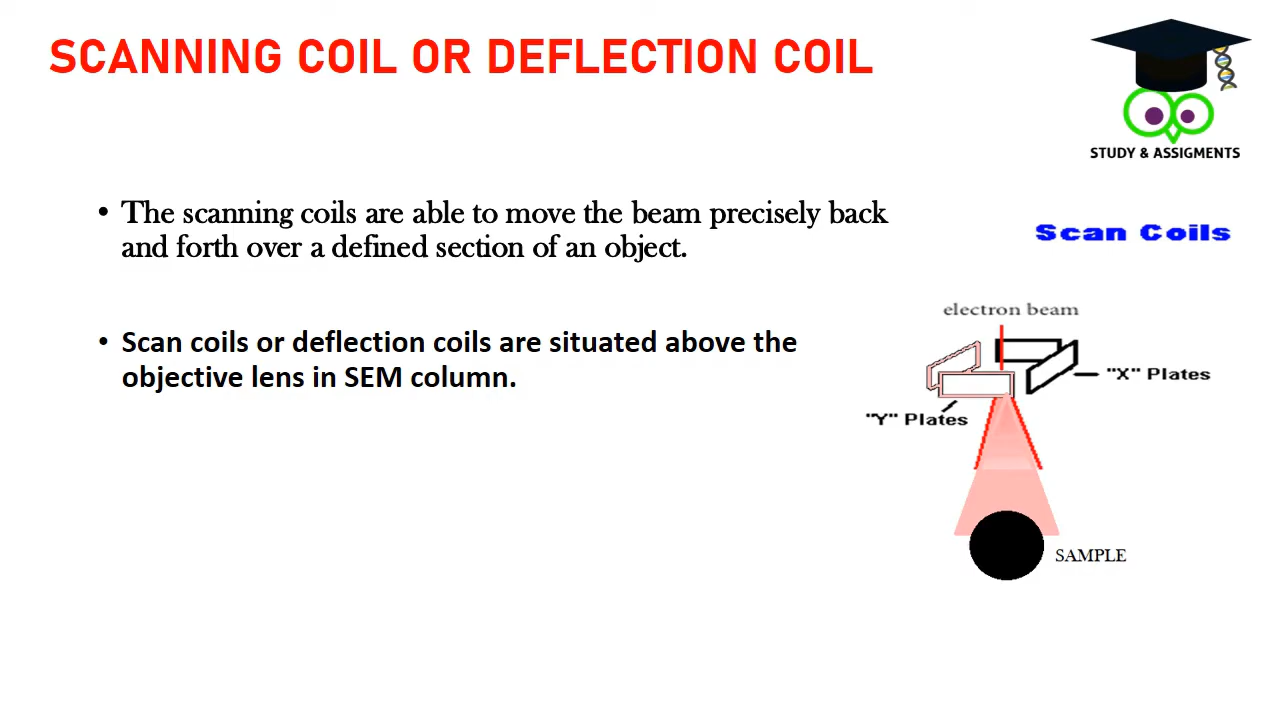 SCANNING COIL OR DEFLECTION COIL
STUDY & ASSIGMENTS
• The scanning coils are able to move the beam precisely back
and forth over a defined section of an object.
• Scan coils or deflection coils are situated above the
objective lens in SEM column.
Scan Coils
electron beam
"X" Plates
"Y" Plates
SAMPLE